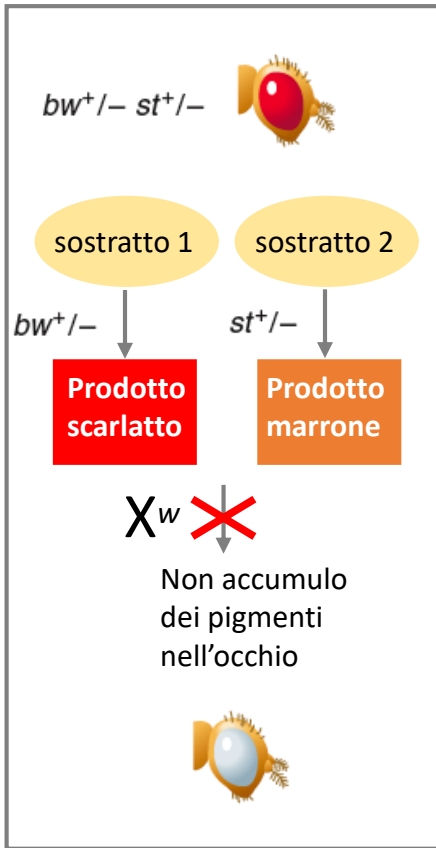 bw+/– st+/–
sostratto 1
sostratto 2
bw+/–
st+/–
Prodotto
scarlatto
Prodotto
marrone
Xw
Non accumulo
dei pigmenti
nell'occhio